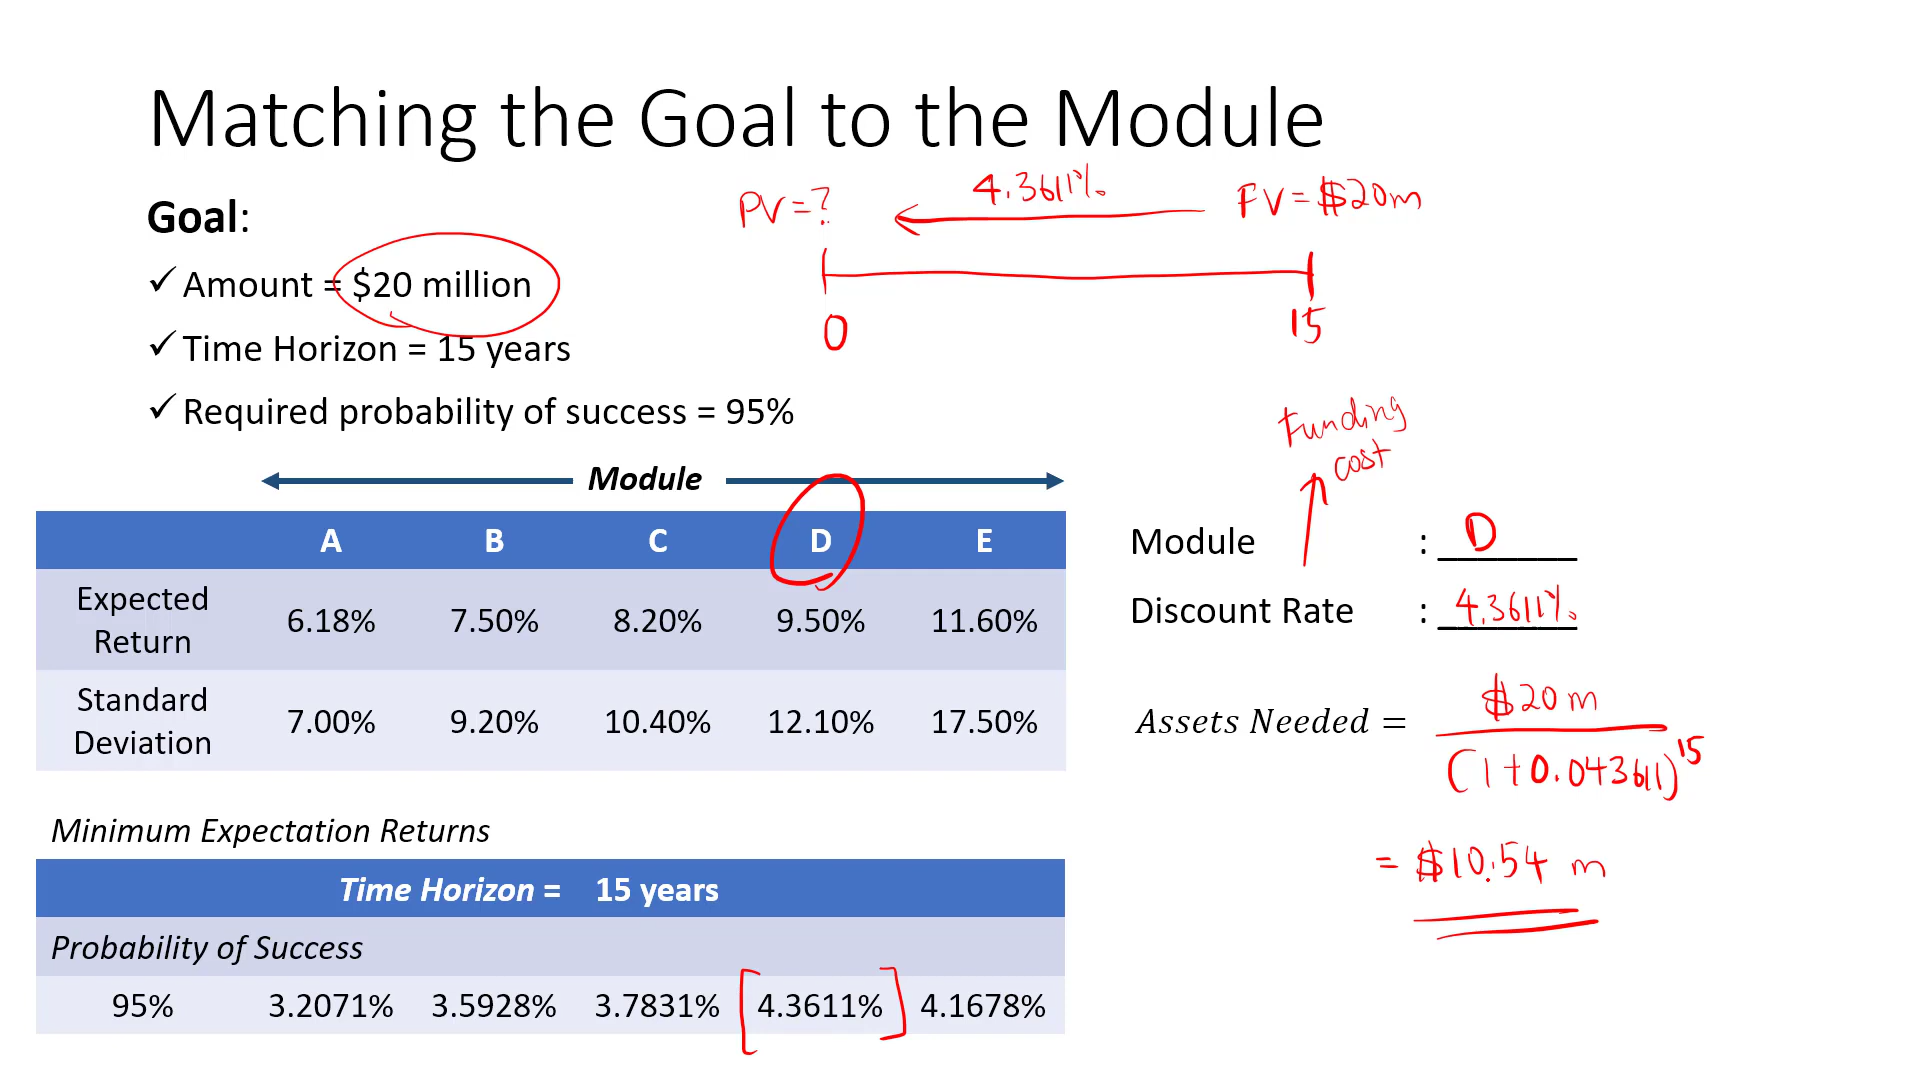 Matching the Goal to the Module
Goal:
✓ Amount = $20 million
✓ Time Horizon = 15 years
✓ Required probability of success = 95%
PV = ?
4.3611%
FV = $20m
0
15
Module
A B C D E
Expected Return 6.18% 7.50% 8.20% 9.50% 11.60%
Standard Deviation 7.00% 9.20% 10.40% 12.10% 17.50%
Minimum Expectation Returns
Time Horizon = 15 years
Probability of Success
95% 3.2071% 3.5928% 3.7831% [4.3611%] 4.1678%
Funding
cost
Module : D
Discount Rate : 4.3611%
Assets Needed = $20m
(1+0.043611)^15
= $10.54 m